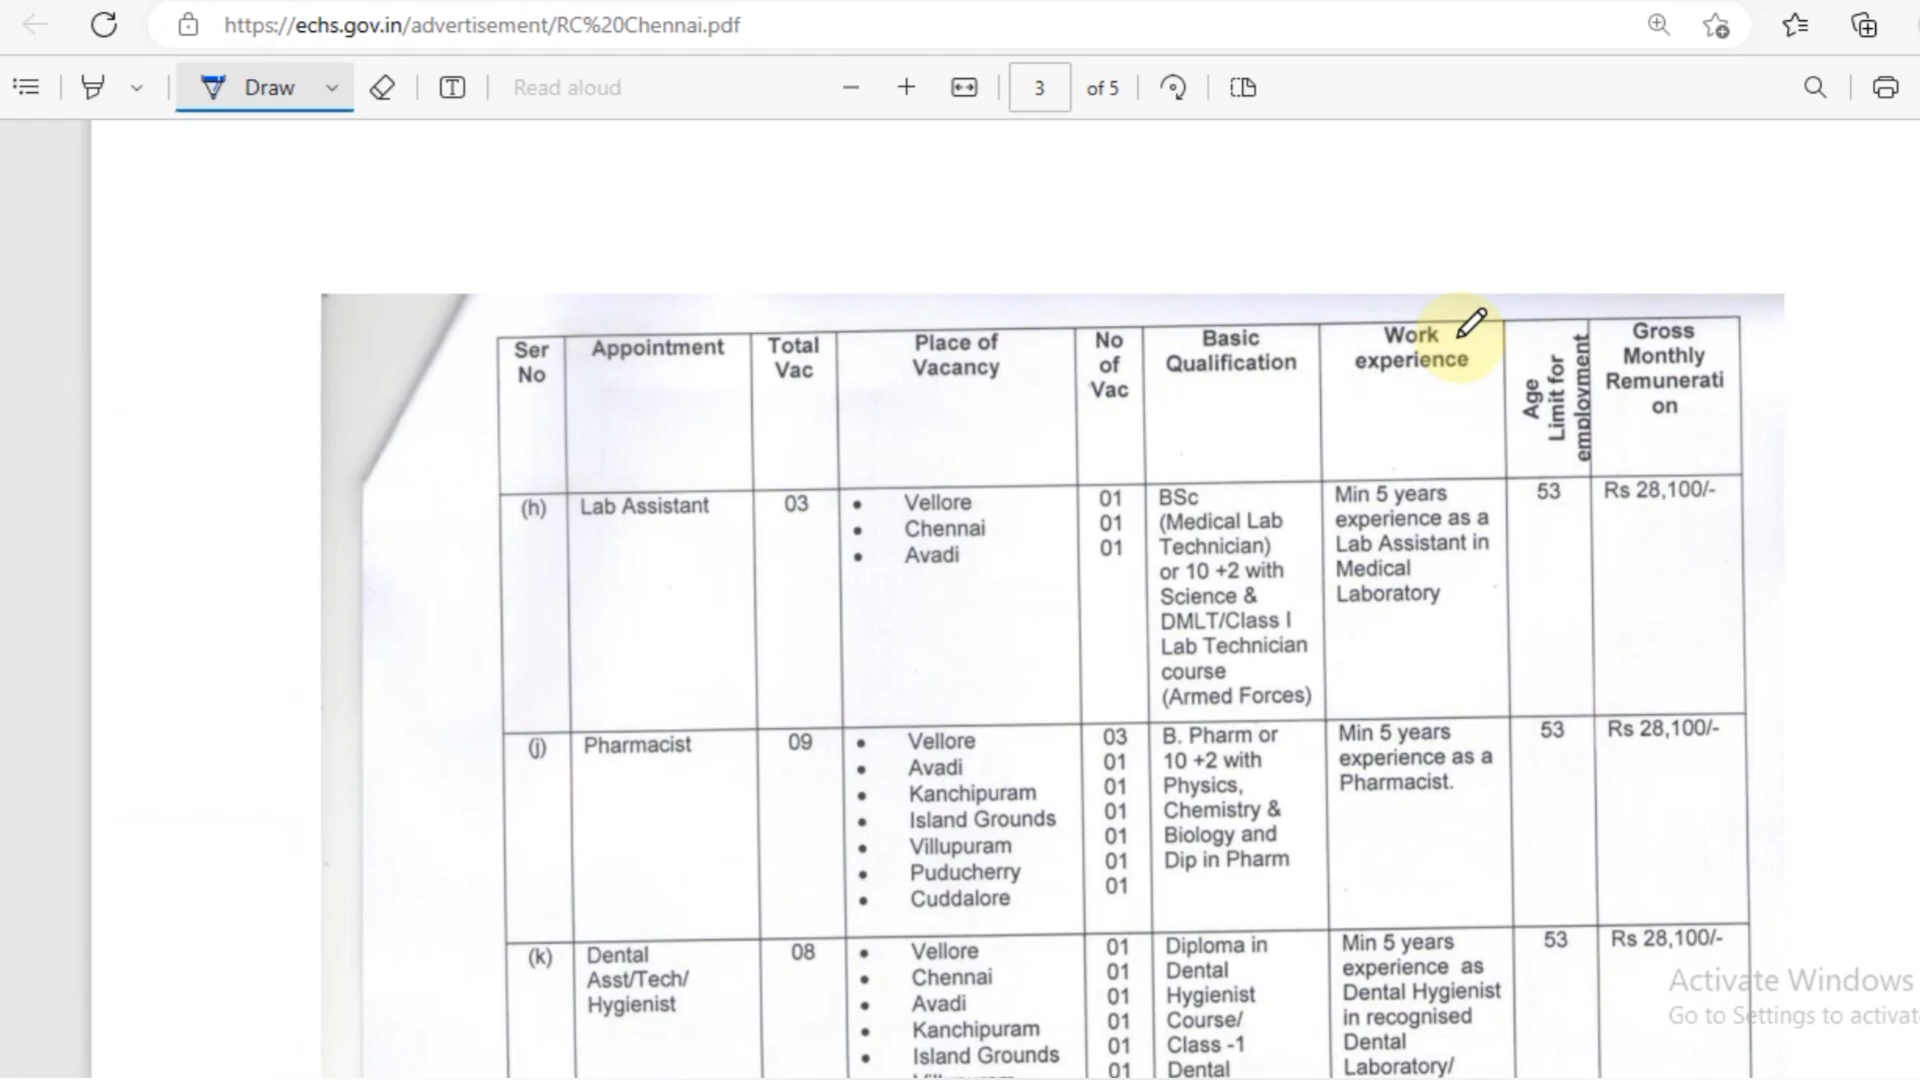 https://echs.gov.in/advertisement/RC%20Chennai.pdf
Draw
Read aloud
3 of 5
Ser No
Appointment
Total Vac
Place of Vacancy
No of Vac
Basic Qualification
Work experience
Age Limit for employment
Gross Monthly Remunerati on
(h)
Lab Assistant
03
• Vellore
• Chennai
• Avadi
01
01
01
BSc
(Medical Lab
Technician)
or 10 +2 with
Science &
DMLT/Class I
Lab Technician
course
(Armed Forces)
Min 5 years
experience as a
Lab Assistant in
Medical
Laboratory
53
Rs 28,100/-
(j)
Pharmacist
09
• Vellore
• Avadi
• Kanchipuram
• Island Grounds
• Villupuram
• Puducherry
• Cuddalore
03
01
01
01
01
01
01
B. Pharm or
10 +2 with
Physics,
Chemistry &
Biology and
Dip in Pharm
Min 5 years
experience as a
Pharmacist.
53
Rs 28,100/-
(k)
Dental
Asst/Tech/
Hygienist
08
• Vellore
• Chennai
• Avadi
• Kanchipuram
• Island Grounds
01
01
01
01
01
01
Diploma in
Dental
Hygienist
Course/
Class -1
Dental
Min 5 years
experience as
Dental Hygienist
in recognised
Dental
Laboratory/
53
Rs 28,100/-
Activate Windows
Go to Settings to activat